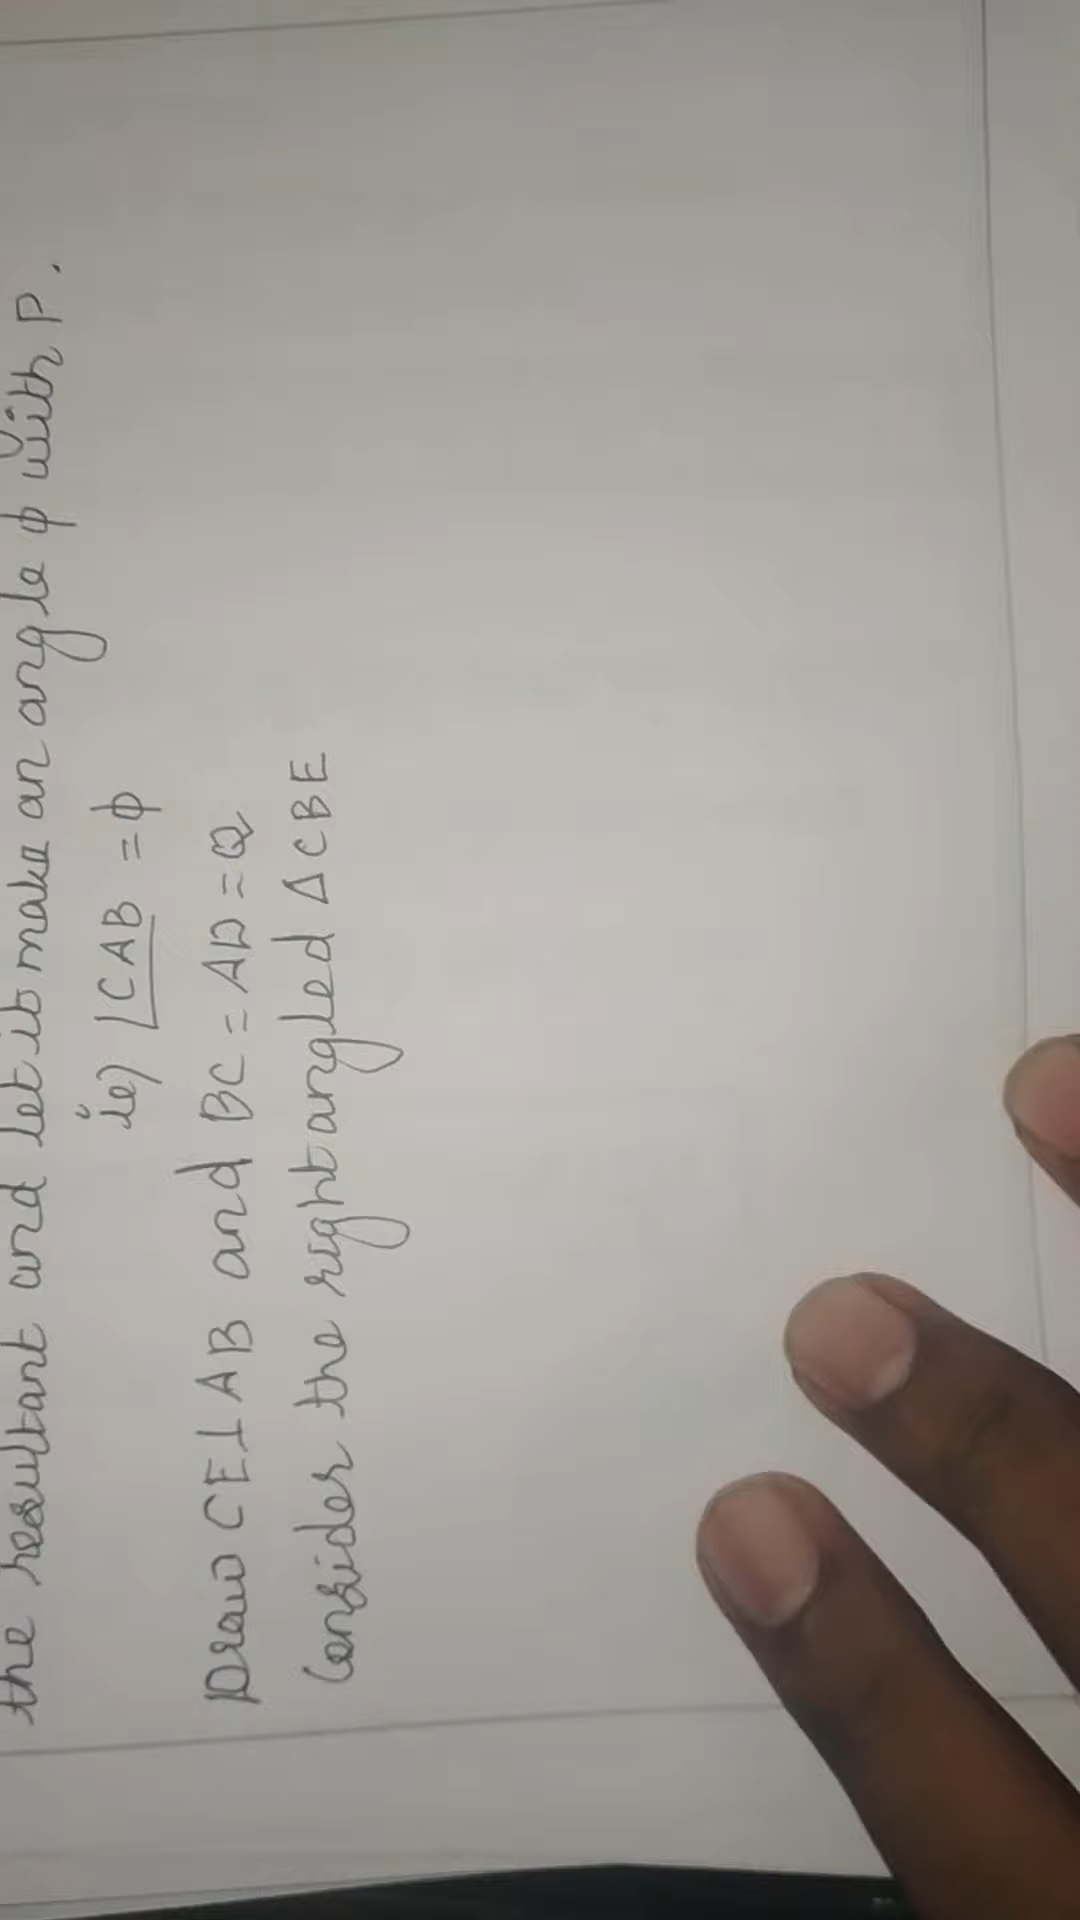 the resultant and let it make an angle ϕ with P.
ie) ∠CAB = ϕ
Draw CE⊥AB and BC = AD = Q
Consider the right angled Δ CBE